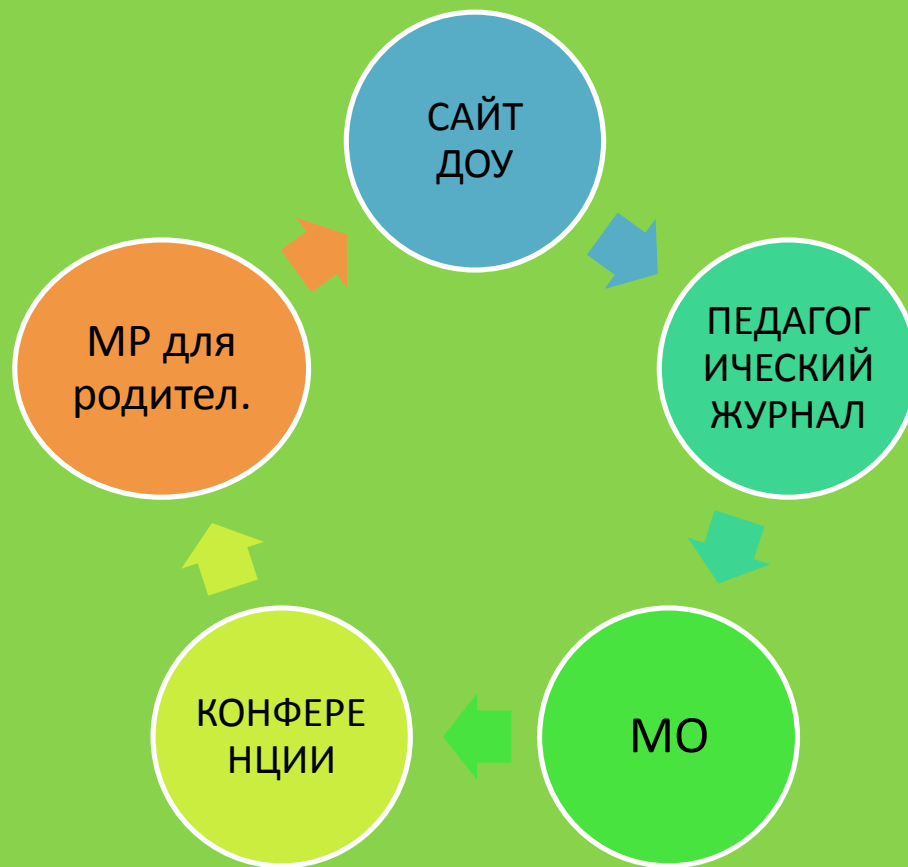 САЙТ
ДОУ
ПЕДАГОГ
ИЧЕСКИЙ
ЖУРНАЛ
МО
КОНФЕРЕ
НЦИИ
МР для
родител.